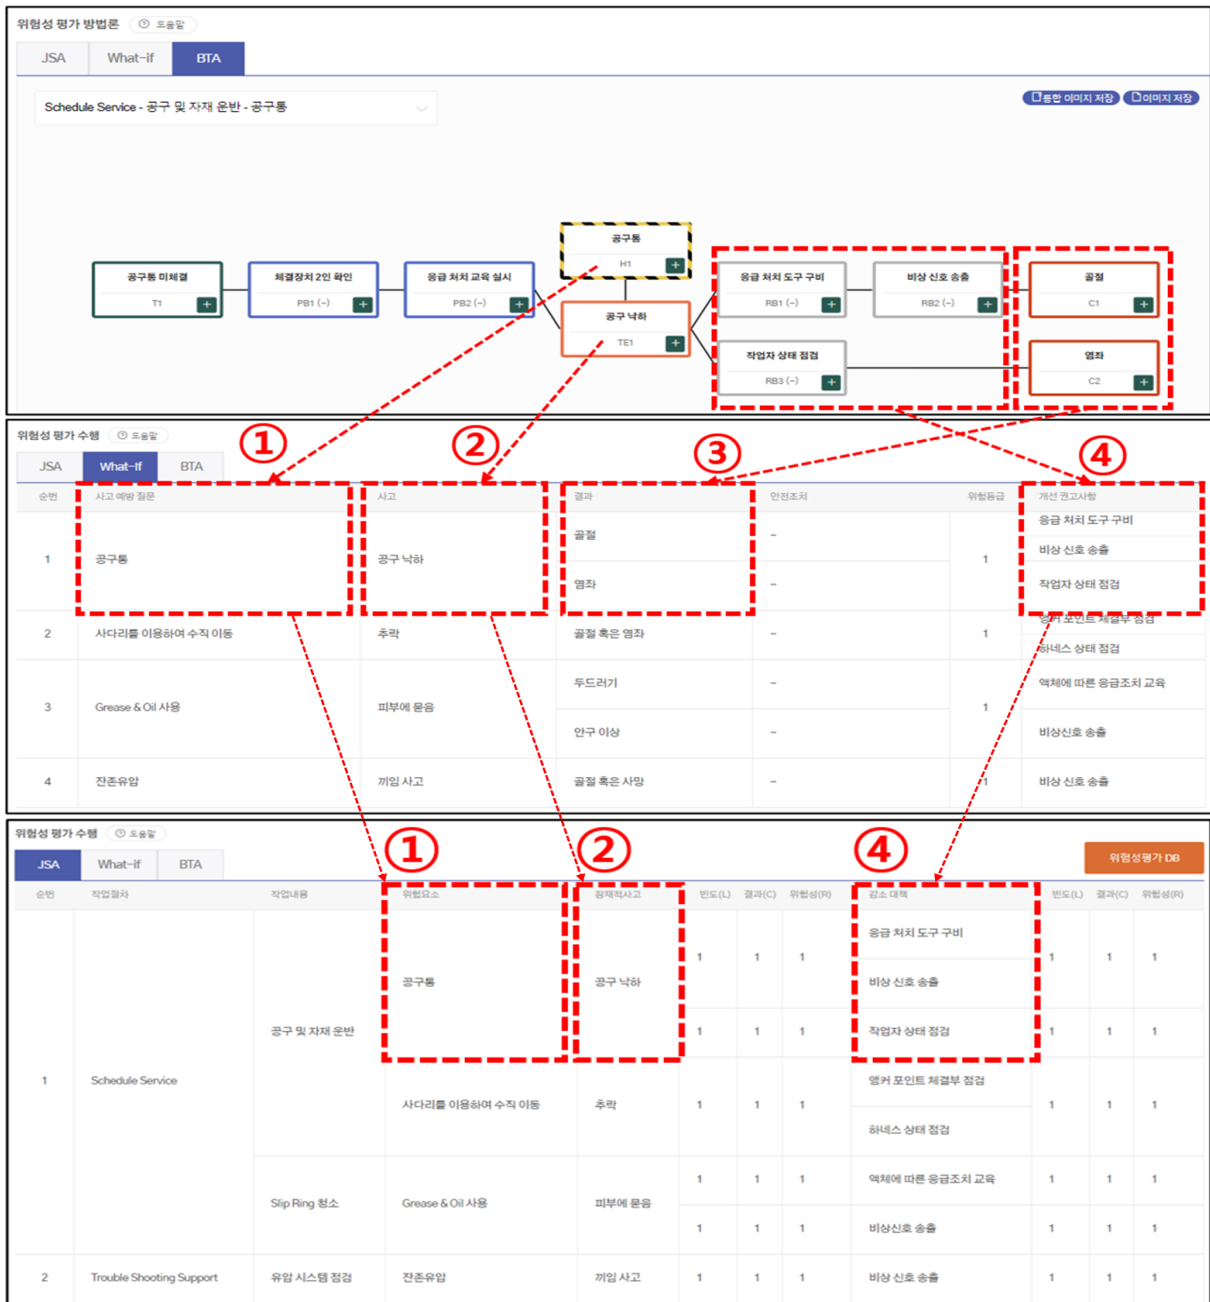 위험성 평가 방법론 ? 도움말
JSA What-if BTA
Schedule Service - 공구 및 자재 운반 - 공구통
통합 이미지 저장 이미지 저장
공구통
H1 +
공구통 미체결 체결장치 2인 확인 응급 처치 교육 실시 응급 처치 도구 구비 비상 신호 송출 골절
T1 + PB1 (-) + PB2 (-) + RB1 (-) + RB2 (-) + C1 +
공구 낙하
TE1 +
작업자 상태 점검 염좌
RB3 (-) + C2 +
위험성 평가 수행 ? 도움말
① ② ③ ④
JSA What-If BTA
순번 사고 예방 질문 사고 결과 안전조치 위험등급 개선 권고사항
1 공구통 공구 낙하 골절 - 1 응급 처치 도구 구비
비상 신호 송출
염좌 - 작업자 상태 점검
2 사다리를 이용하여 수직 이동 추락 골절 혹은 염좌 - 1 앵커 포인트 체결부 점검
하네스 상태 점검
3 Grease & Oil 사용 피부에 묻음 두드러기 - 1 액체에 따른 응급조치 교육
안구 이상 - 비상신호 송출
4 잔존유압 끼임 사고 골절 혹은 사망 - 1 비상 신호 송출
위험성 평가 수행 ? 도움말
① ② ④
JSA What-if BTA 위험성평가 DB
순번 작업절차 작업내용 위험요소 잠재적사고 빈도(L) 결과(C) 위험성(R) 감소 대책 빈도(L) 결과(C) 위험성(R)
1 Schedule Service 공구 및 자재 운반 공구통 공구 낙하 1 1 1 응급 처치 도구 구비 1 1 1
비상 신호 송출
1 1 1 작업자 상태 점검 1 1 1
사다리를 이용하여 수직 이동 추락 1 1 1 앵커 포인트 체결부 점검 1 1 1
하네스 상태 점검
Slip Ring 청소 Grease & Oil 사용 피부에 묻음 1 1 1 액체에 따른 응급조치 교육 1 1 1
1 1 1 비상신호 송출 1 1 1
2 Trouble Shooting Support 유압 시스템 점검 잔존유압 끼임 사고 1 1 1 비상 신호 송출 1 1 1